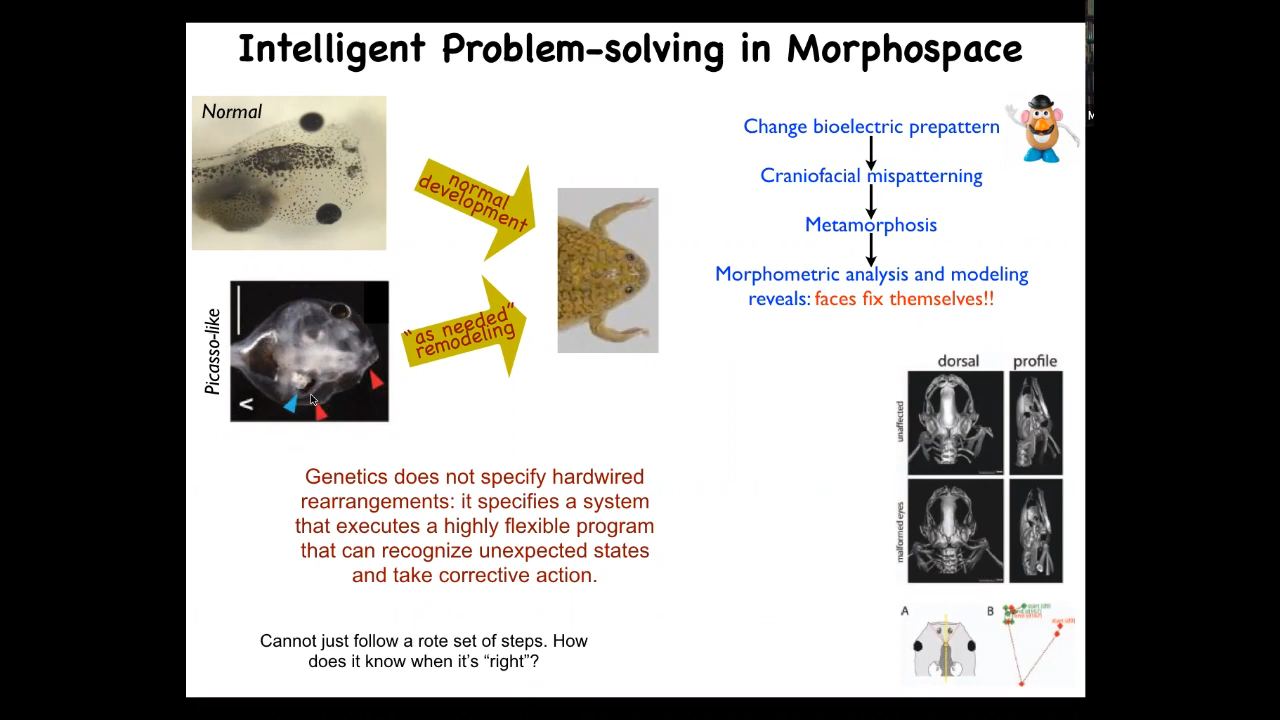 Intelligent Problem-solving in Morphospace
Normal
normal
development
Picasso-like
"as needed"
remodeling
<
Change bioelectric prepattern
Craniofacial mispatterning
Metamorphosis
Morphometric analysis and modeling
reveals: faces fix themselves!!
Genetics does not specify hardwired
rearrangements: it specifies a system
that executes a highly flexible program
that can recognize unexpected states
and take corrective action.
Cannot just follow a rote set of steps. How
does it know when it's "right"?
dorsal profile
unaffected
malformed eyes
A B
M